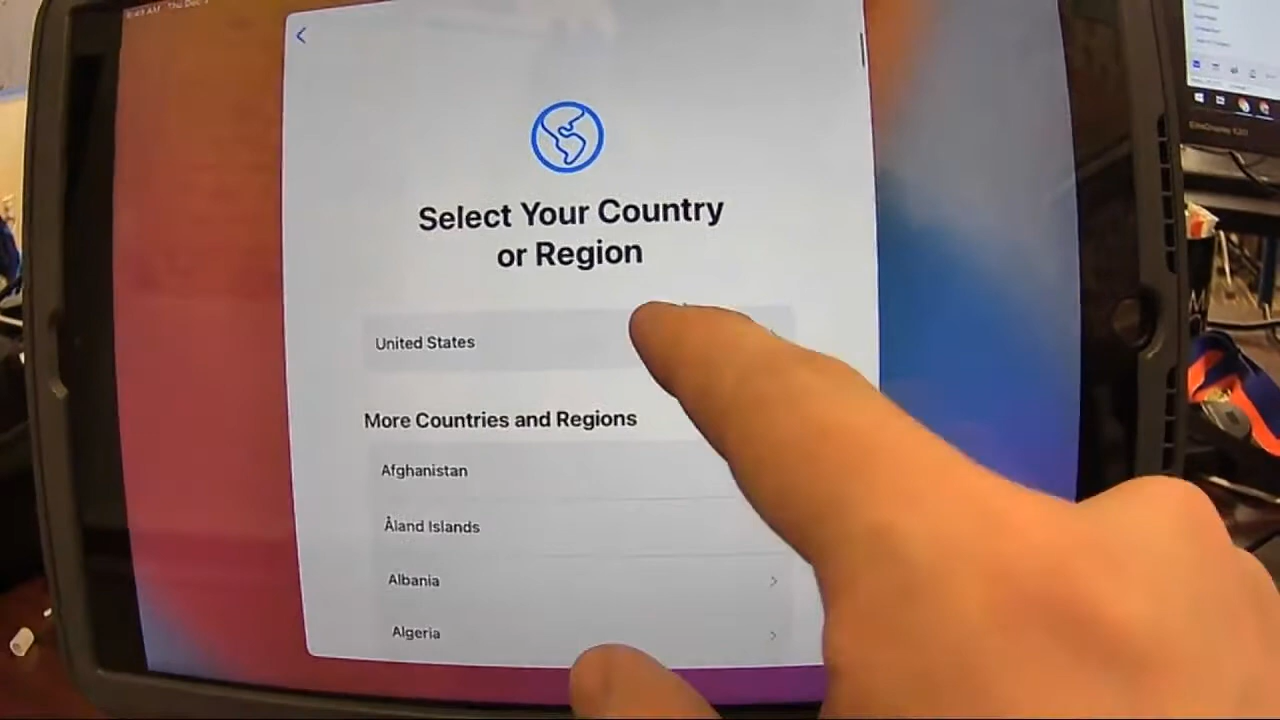 Select Your Country
or Region
United States
More Countries and Regions
Afghanistan
Åland Islands
Albania
Algeria